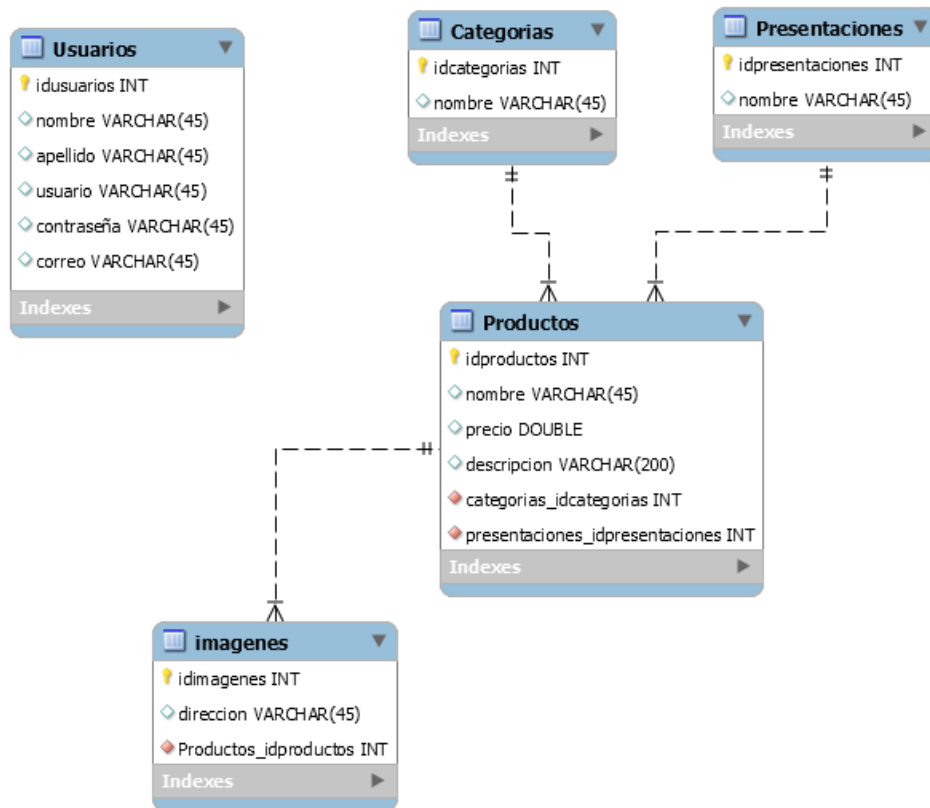 Usuarios
idusuarios INT
nombre VARCHAR(45)
apellido VARCHAR(45)
usuario VARCHAR(45)
contraseña VARCHAR(45)
correo VARCHAR(45)
Indexes
Categorias
idcategorias INT
nombre VARCHAR(45)
Indexes
Presentaciones
idpresentaciones INT
nombre VARCHAR(45)
Indexes
Productos
idproductos INT
nombre VARCHAR(45)
precio DOUBLE
descripcion VARCHAR(200)
categorias_idcategorias INT
presentaciones_idpresentaciones INT
Indexes
imagenes
idimagenes INT
direccion VARCHAR(45)
Productos_idproductos INT
Indexes